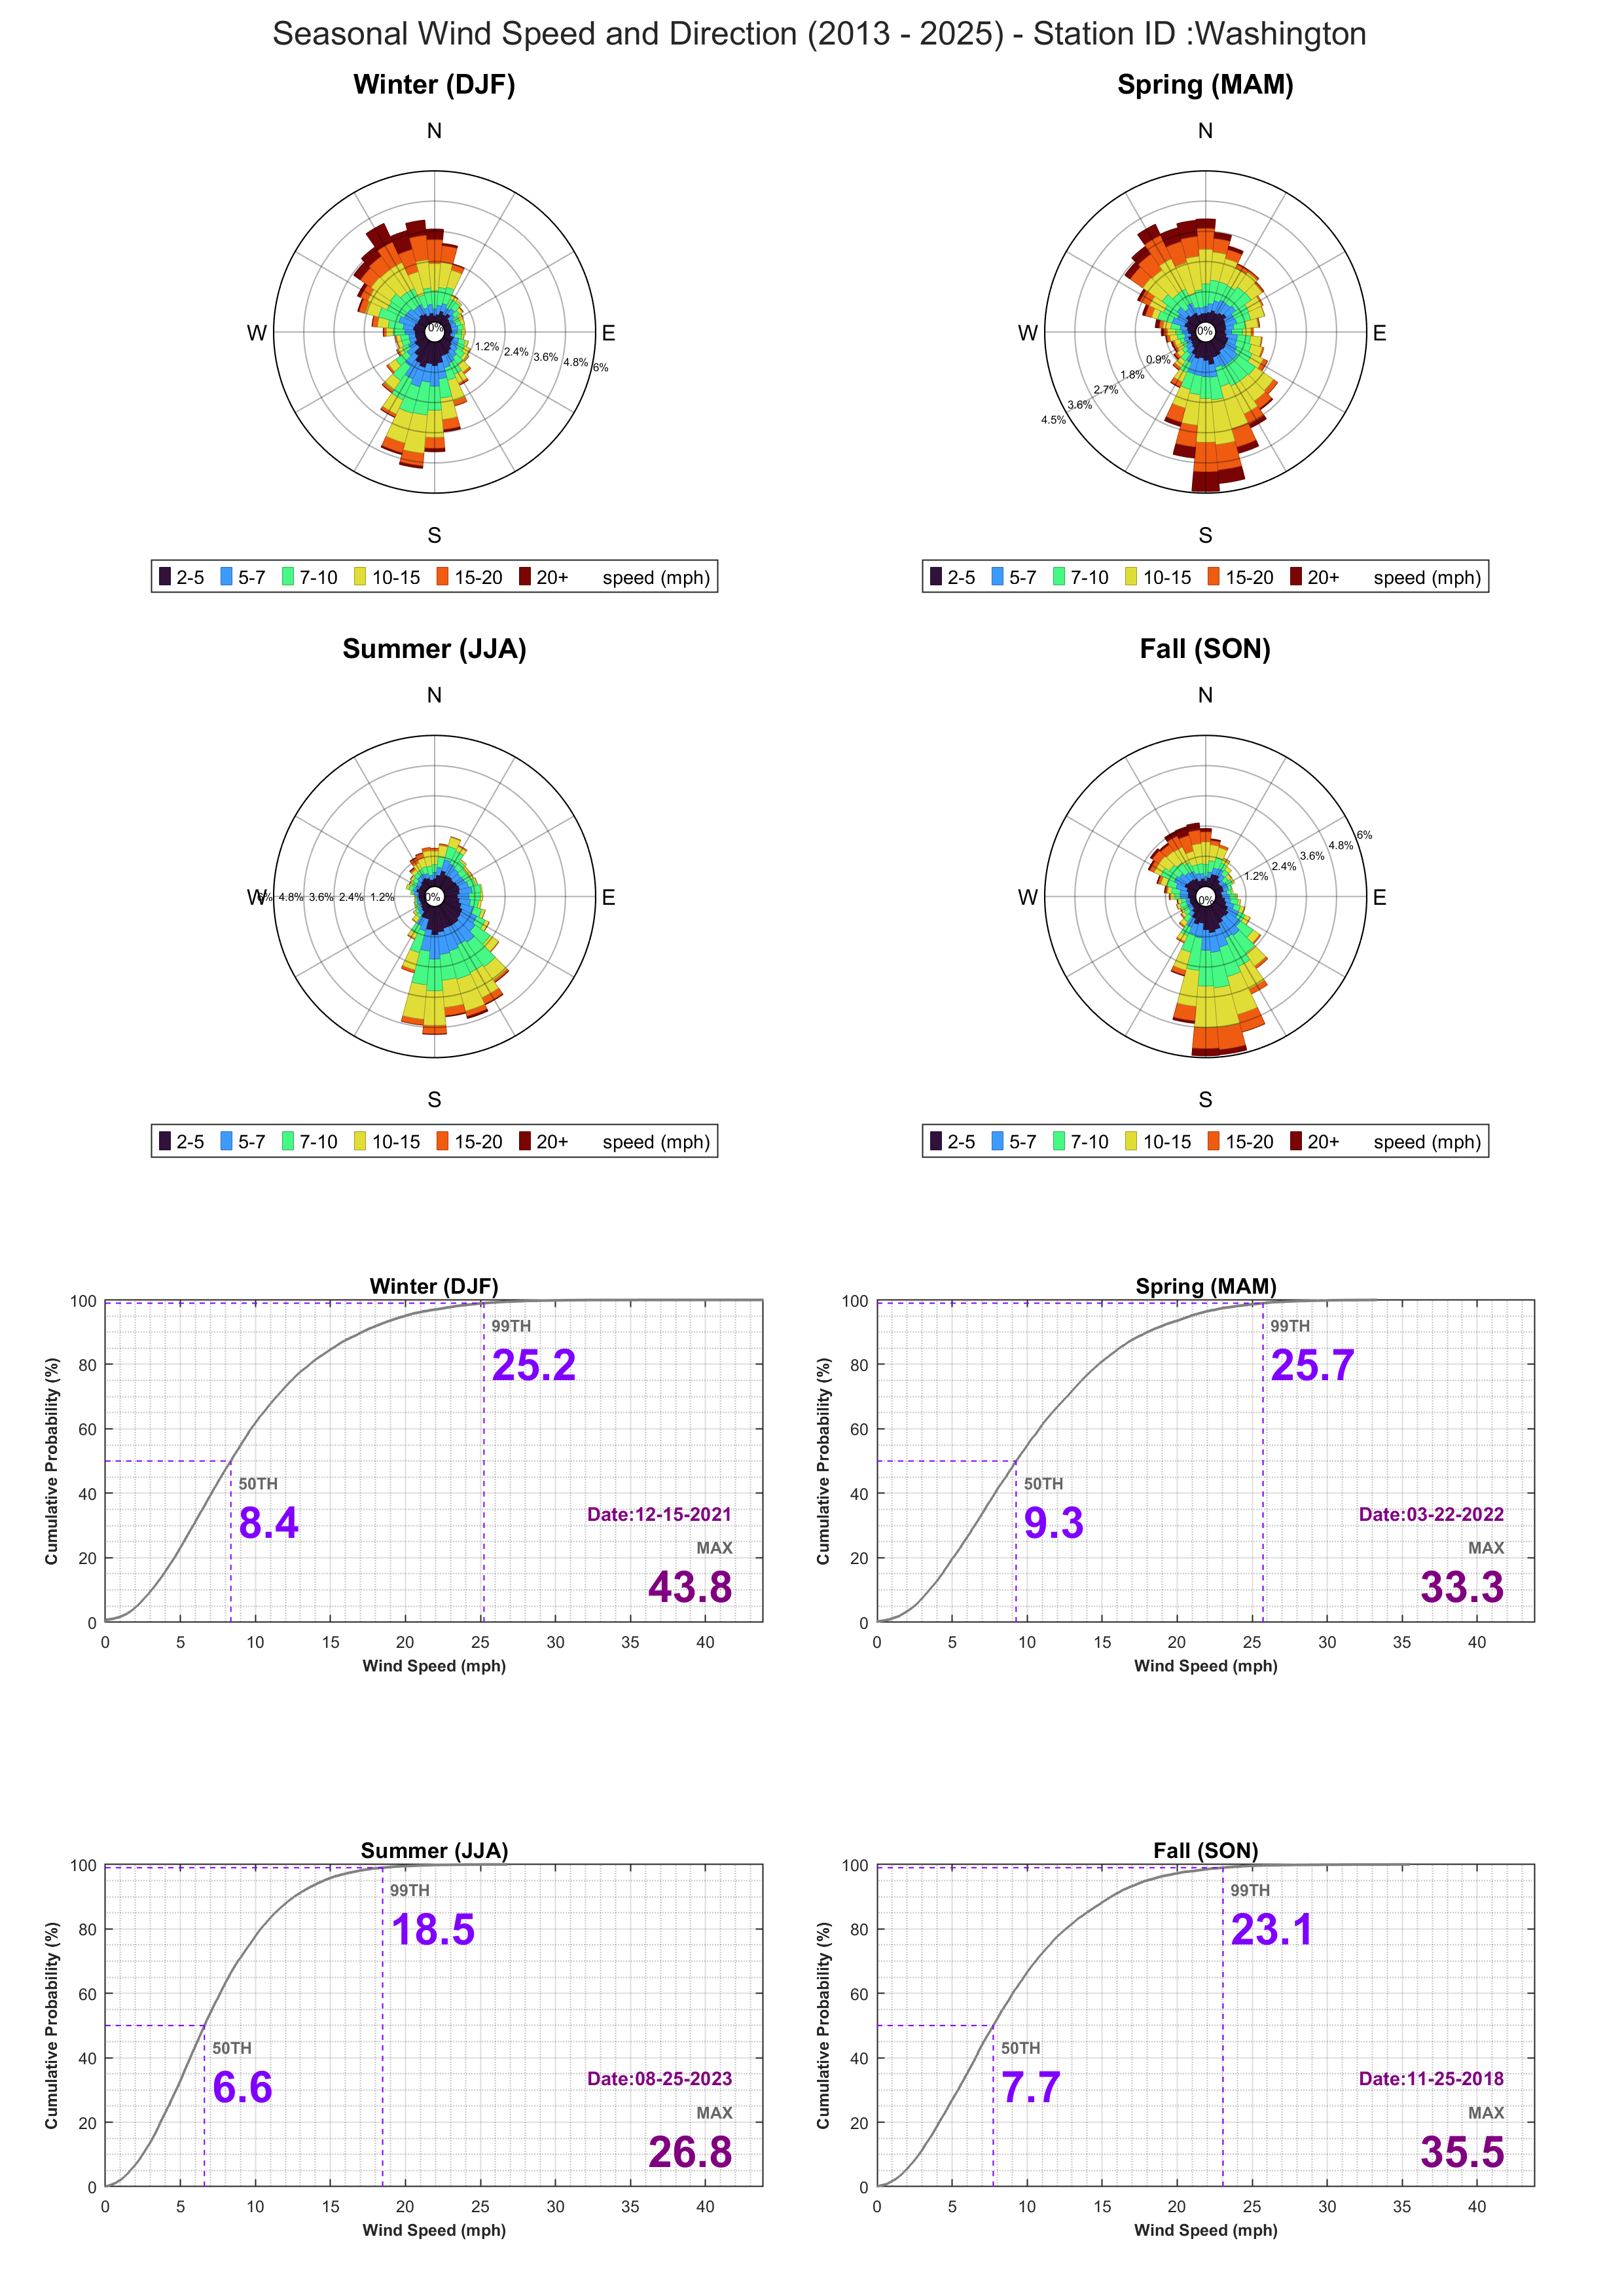 Seasonal Wind Speed and Direction (2013 - 2025) - Station ID :Washington
Winter (DJF)
N
W
E
S
0%
1.2%
2.4%
3.6%
4.8%
6%
2-5 5-7 7-10 10-15 15-20 20+ speed (mph)
Spring (MAM)
N
W
E
S
0%
0.9%
1.8%
2.7%
3.6%
4.5%
2-5 5-7 7-10 10-15 15-20 20+ speed (mph)
Summer (JJA)
N
W
E
S
6% 4.8% 3.6% 2.4% 1.2% 0%
2-5 5-7 7-10 10-15 15-20 20+ speed (mph)
Fall (SON)
N
W
E
S
0%
1.2%
2.4%
3.6%
4.8%
6%
2-5 5-7 7-10 10-15 15-20 20+ speed (mph)
Winter (DJF)
Cumulative Probability (%)
100
80
60
40
20
0
99TH
25.2
50TH
8.4
Date:12-15-2021
MAX
43.8
0 5 10 15 20 25 30 35 40
Wind Speed (mph)
Spring (MAM)
Cumulative Probability (%)
100
80
60
40
20
0
99TH
25.7
50TH
9.3
Date:03-22-2022
MAX
33.3
0 5 10 15 20 25 30 35 40
Wind Speed (mph)
Summer (JJA)
Cumulative Probability (%)
100
80
60
40
20
0
99TH
18.5
50TH
6.6
Date:08-25-2023
MAX
26.8
0 5 10 15 20 25 30 35 40
Wind Speed (mph)
Fall (SON)
Cumulative Probability (%)
100
80
60
40
20
0
99TH
23.1
50TH
7.7
Date:11-25-2018
MAX
35.5
0 5 10 15 20 25 30 35 40
Wind Speed (mph)